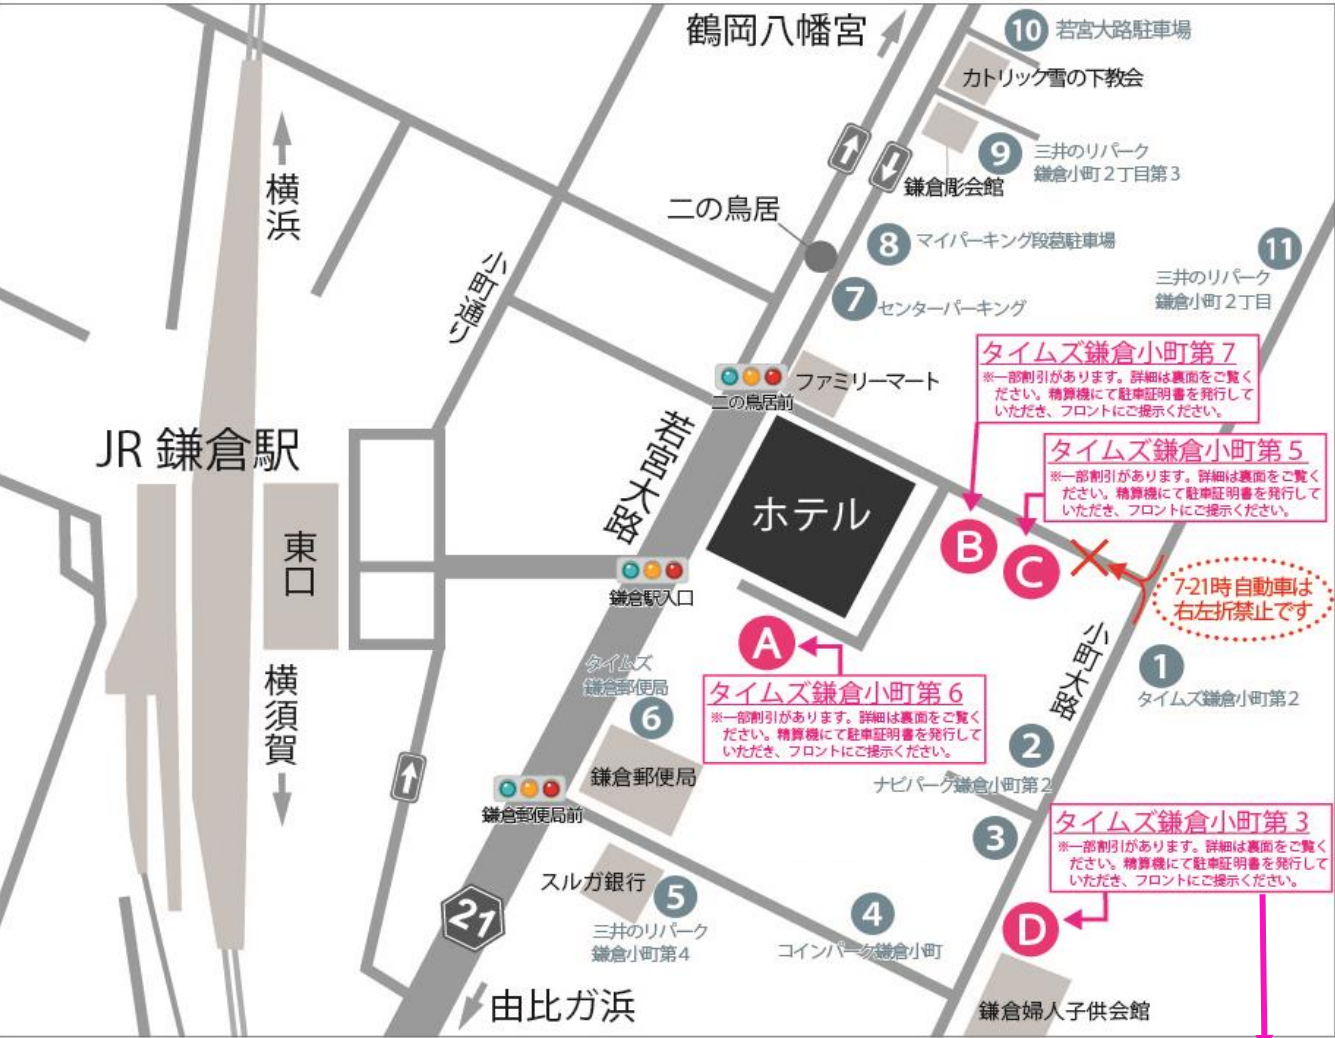 鶴岡八幡宮
10
若宮大路駐車場
カトリック雪の下教会
9
三井のリパーク
鎌倉小町2丁目第3
鎌倉彫会館
横浜
二の鳥居
8
マイパーキング段葛駐車場
11
三井のリパーク
鎌倉小町2丁目
小町通り
7
センターパーキング
タイムズ鎌倉小町第7
※一部割引があります。詳細は裏面をご覧く
ださい。精算機にて駐車証明書を発行して
いただき、フロントにご提示ください。
ファミリーマート
二の鳥居前
若宮大路
JR 鎌倉駅
タイムズ鎌倉小町第5
※一部割引があります。詳細は裏面をご覧く
ださい。精算機にて駐車証明書を発行して
いただき、フロントにご提示ください。
ホテル
B
C
東口
鎌倉駅入口
7-21時 自動車は
右左折禁止です
A
小町大路
1
タイムズ鎌倉小町第2
タイムズ
鎌倉郵便局
6
タイムズ鎌倉小町第6
※一部割引があります。詳細は裏面をご覧く
ださい。精算機にて駐車証明書を発行して
いただき、フロントにご提示ください。
横須賀
2
ナビパーク鎌倉小町第2
鎌倉郵便局
鎌倉郵便局前
3
タイムズ鎌倉小町第3
※一部割引があります。詳細は裏面をご覧く
ださい。精算機にて駐車証明書を発行して
いただき、フロントにご提示ください。
スルガ銀行
5
三井のリパーク
鎌倉小町第4
4
コインパーク鎌倉小町
D
21
由比ガ浜
鎌倉婦人子供会館